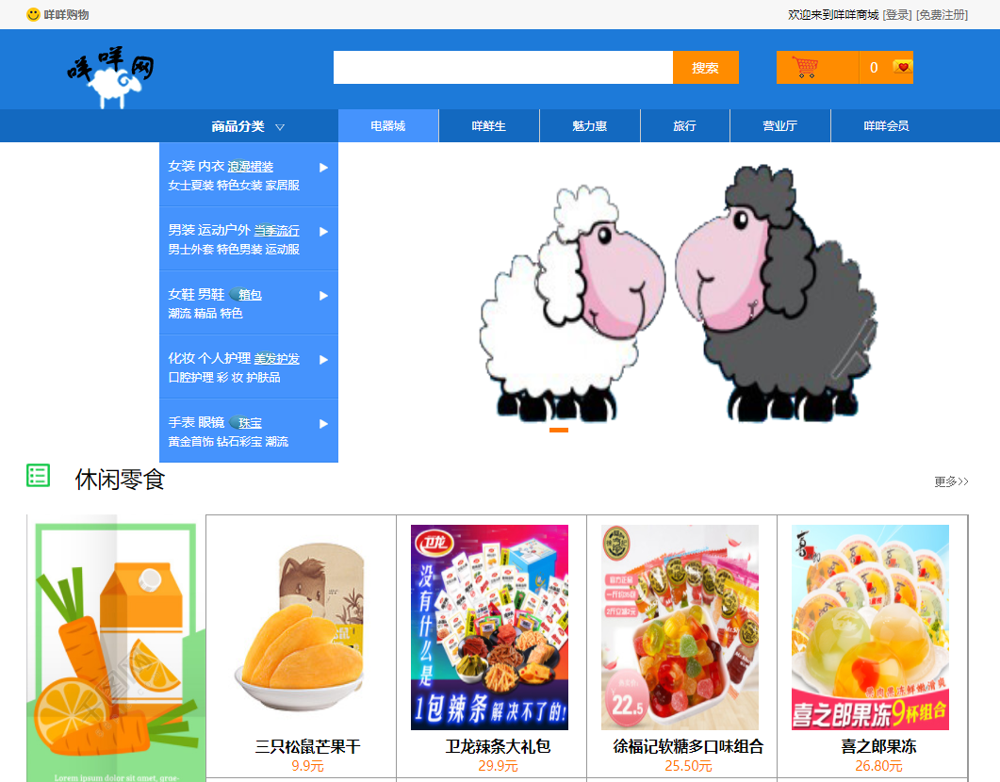 咩咩购物
欢迎来到咩咩商城 [登录] [免费注册]
咩咩网
搜索
0
商品分类
电器城
咩鲜生
魅力惠
旅行
营业厅
咩咩会员
女装 内衣 浪漫裙装
女士夏装 特色女装 家居服
男装 运动户外 当季流行
男士外套 特色男装 运动服
女鞋 男鞋 箱包
潮流 精品 特色
化妆 个人护理 美发护发
口腔护理 彩 妆 护肤品
手表 眼镜 珠宝
黄金首饰 钻石彩宝 潮流
休闲零食
更多>>
Lorem ipsum dolor sit amet,
卫龙
没有什么是
1包辣条解决不了的!
22.5
喜之郎果冻9杯组合
三只松鼠芒果干
9.9元
卫龙辣条大礼包
29.9元
徐福记软糖多口味组合
25.50元
喜之郎果冻
26.80元